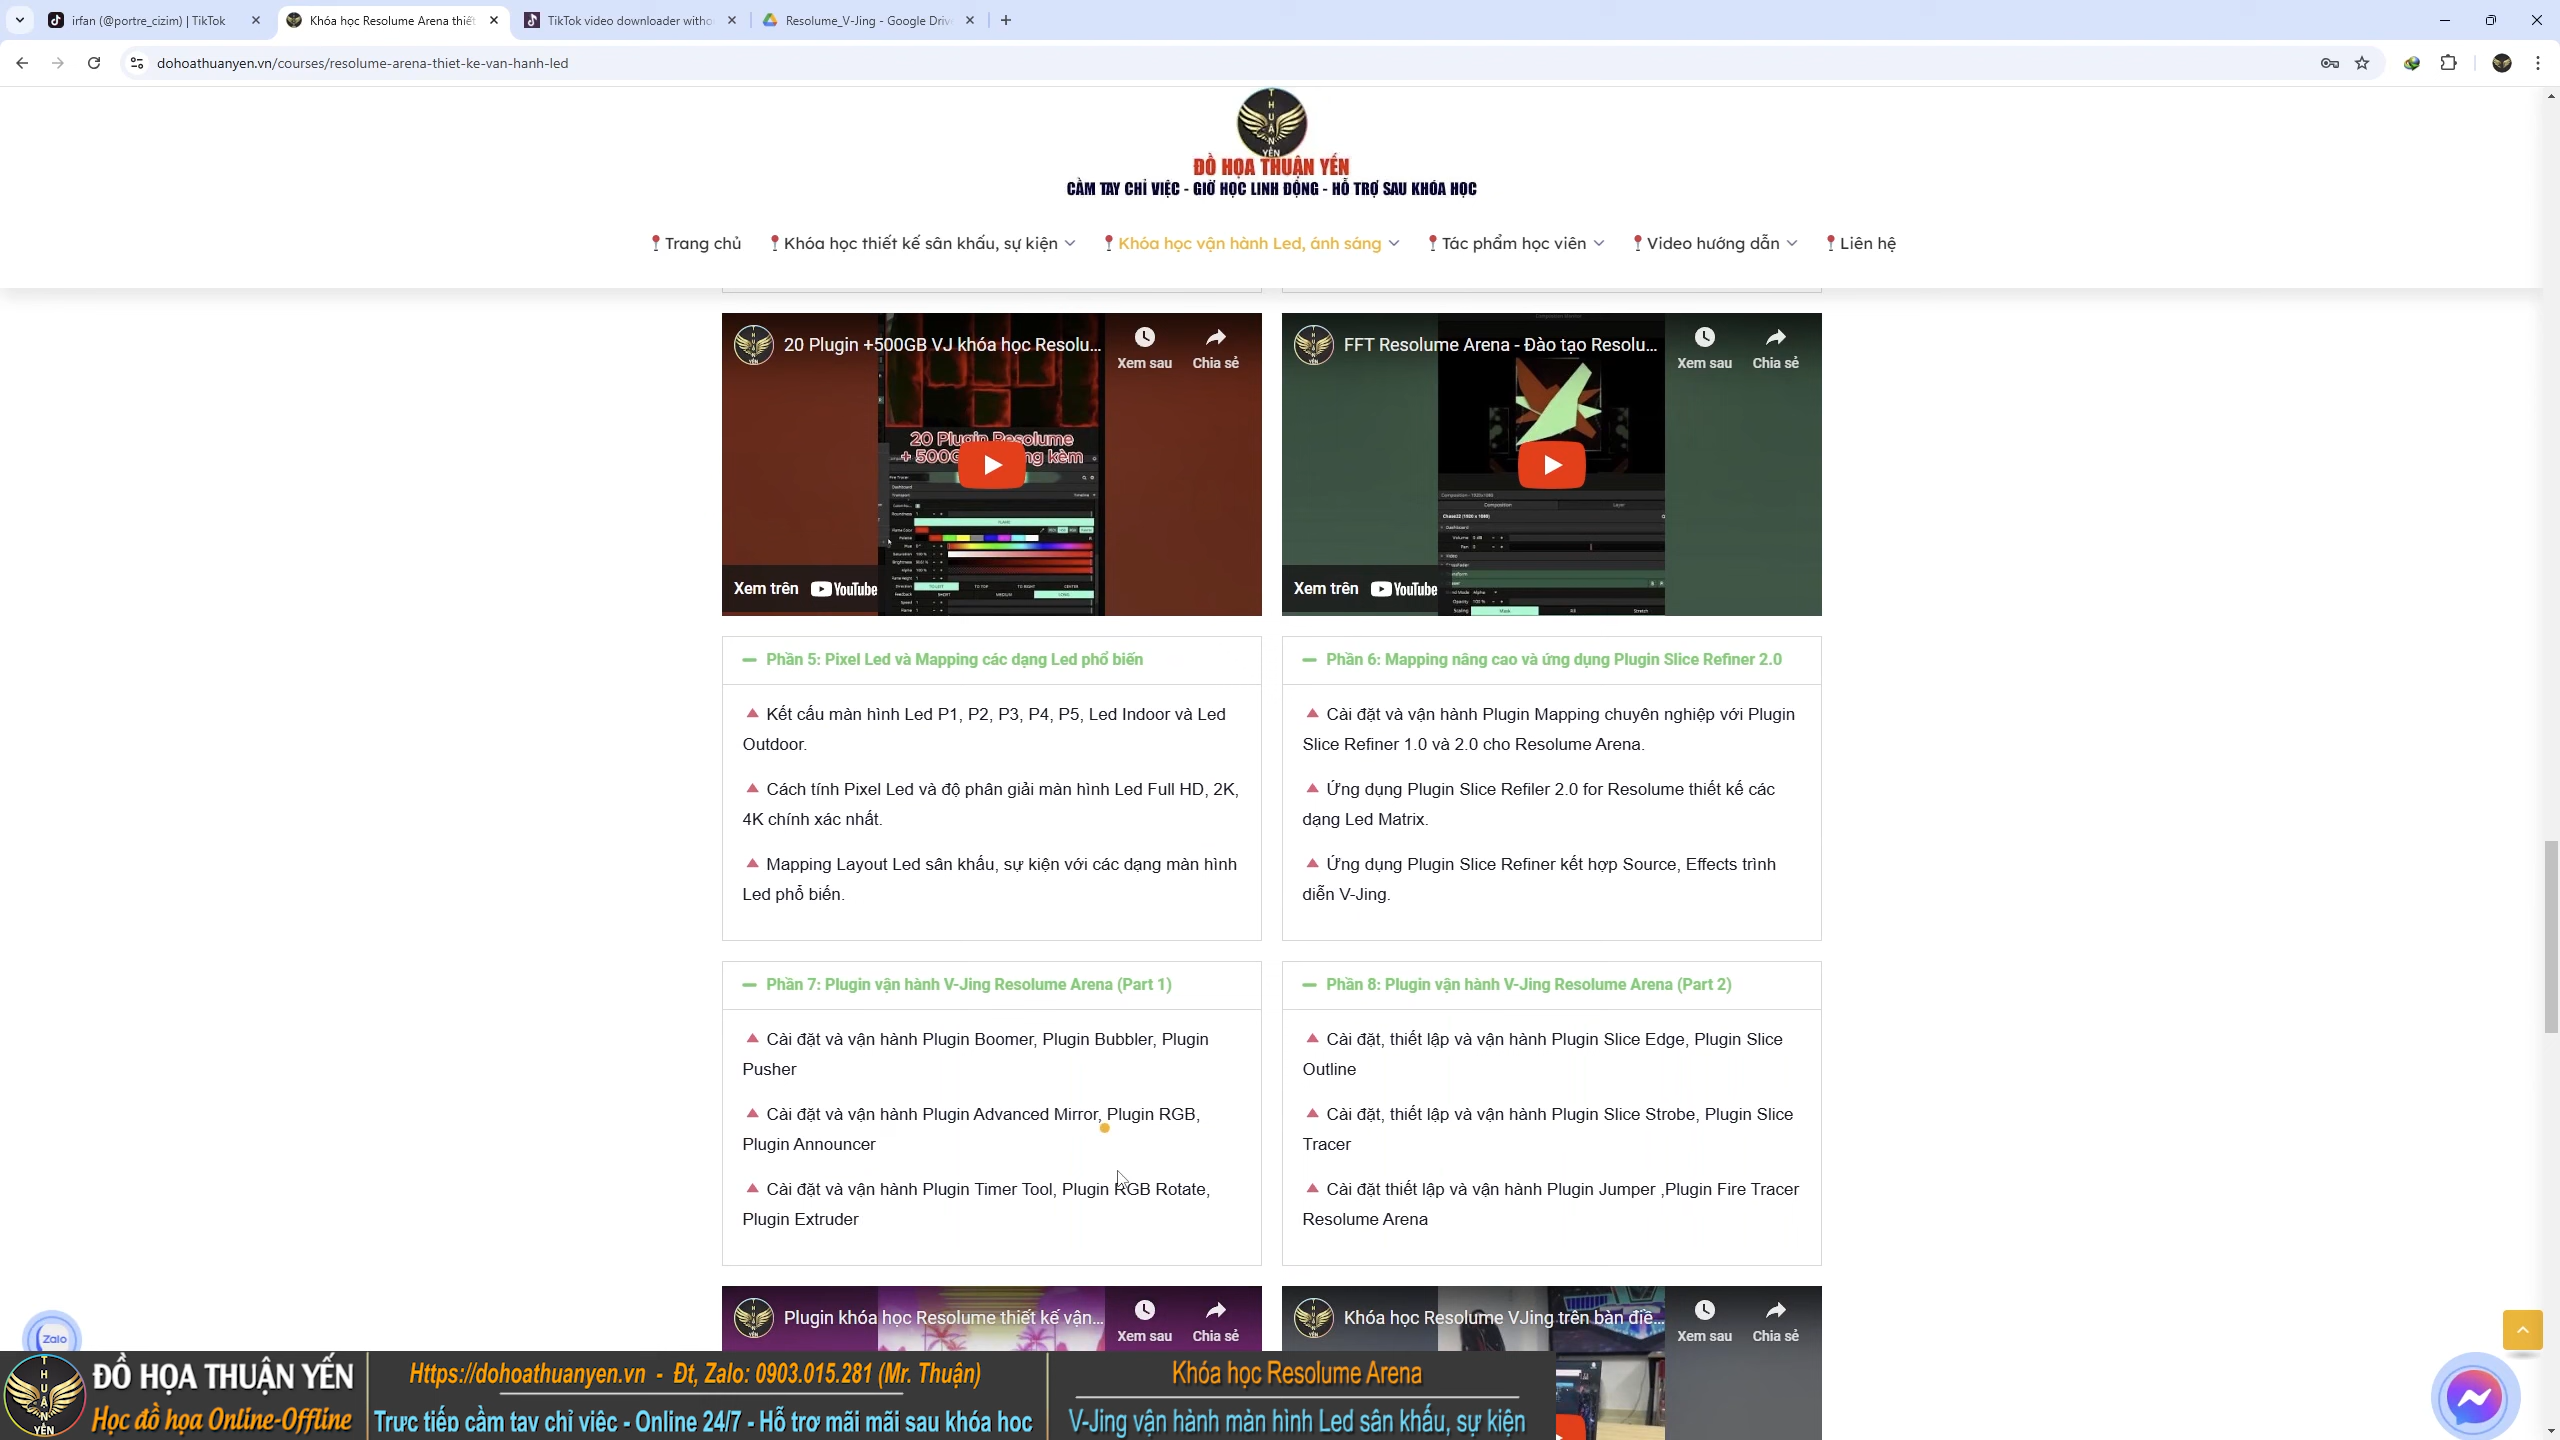 irfan (@portre_cizim) | TikTok
Khóa học Resolume Arena thiết
TikTok video downloader witho
Resolume_V-Jing - Google Driv
dohoathuanyen.vn/courses/resolume-arena-thiet-ke-van-hanh-led
THUẬN YẾN
ĐỒ HỌA THUẬN YẾN
CẦM TAY CHỈ VIỆC - GIỜ HỌC LINH ĐỘNG - HỖ TRỢ SAU KHÓA HỌC
Trang chủ
Khóa học thiết kế sân khấu, sự kiện
Khóa học vận hành Led, ánh sáng
Tác phẩm học viên
Video hướng dẫn
Liên hệ
20 Plugin +500GB VJ khóa học Resolu...
Xem sau
Chia sẻ
20 Plugin Resolume
Xem trên YouTube
FFT Resolume Arena - Đào tạo Resolu...
Xem sau
Chia sẻ
Xem trên YouTube
Phần 5: Pixel Led và Mapping các dạng Led phổ biến
Kết cấu màn hình Led P1, P2, P3, P4, P5, Led Indoor và Led
Outdoor.
Cách tính Pixel Led và độ phân giải màn hình Led Full HD, 2K,
4K chính xác nhất.
Mapping Layout Led sân khấu, sự kiện với các dạng màn hình
Led phổ biến.
Phần 6: Mapping nâng cao và ứng dụng Plugin Slice Refiner 2.0
Cài đặt và vận hành Plugin Mapping chuyên nghiệp với Plugin
Slice Refiner 1.0 và 2.0 cho Resolume Arena.
Ứng dụng Plugin Slice Refiler 2.0 for Resolume thiết kế các
dạng Led Matrix.
Ứng dụng Plugin Slice Refiner kết hợp Source, Effects trình
diễn V-Jing.
Phần 7: Plugin vận hành V-Jing Resolume Arena (Part 1)
Cài đặt và vận hành Plugin Boomer, Plugin Bubbler, Plugin
Pusher
Cài đặt và vận hành Plugin Advanced Mirror, Plugin RGB,
Plugin Announcer
Cài đặt và vận hành Plugin Timer Tool, Plugin RGB Rotate,
Plugin Extruder
Phần 8: Plugin vận hành V-Jing Resolume Arena (Part 2)
Cài đặt, thiết lập và vận hành Plugin Slice Edge, Plugin Slice
Outline
Cài đặt, thiết lập và vận hành Plugin Slice Strobe, Plugin Slice
Tracer
Cài đặt thiết lập và vận hành Plugin Jumper ,Plugin Fire Tracer
Resolume Arena
Plugin khóa học Resolume thiết kế vận...
Xem sau
Chia sẻ
Khóa học Resolume VJing trên bàn điề...
Xem sau
Chia sẻ
Zalo
THUẬN YẾN
ĐỒ HỌA THUẬN YẾN
Học đồ họa Online-Offline
Https://dohoathuanyen.vn - Đt, Zalo: 0903.015.281 (Mr. Thuận)
Trực tiếp cầm tay chỉ việc - Online 24/7 - Hỗ trợ mãi mãi sau khóa học
Khóa học Resolume Arena
V-Jing vận hành màn hình Led sân khấu, sự kiện